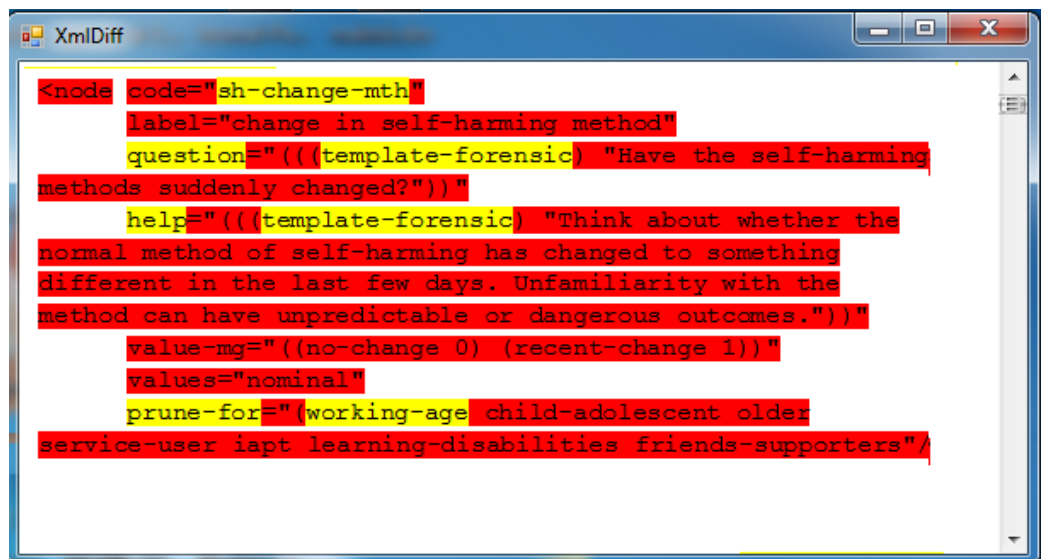 XmlDiff
<node code="sh-change-mth"
label="change in self-harming method"
question="(((template-forensic) "Have the self-harming
methods suddenly changed?"))"
help="(((template-forensic) "Think about whether the
normal method of self-harming has changed to something
different in the last few days. Unfamiliarity with the
method can have unpredictable or dangerous outcomes."))"
value-mg="((no-change 0) (recent-change 1))"
values="nominal"
prune-for="(working-age child-adolescent older
service-user iapt learning-disabilities friends-supporters"/